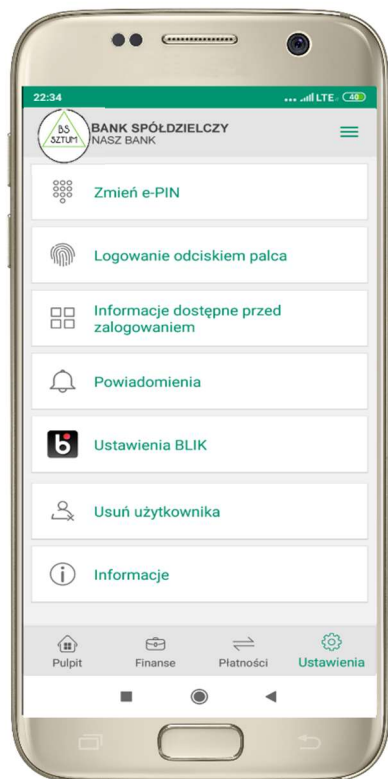 22:34
LTE 40
BS
SZTUM
BANK SPÓŁDZIELCZY
NASZ BANK
Zmień e-PIN
Logowanie odciskiem palca
Informacje dostępne przed
zalogowaniem
Powiadomienia
Ustawienia BLIK
Usuń użytkownika
Informacje
Pulpit
Finanse
Płatności
Ustawienia